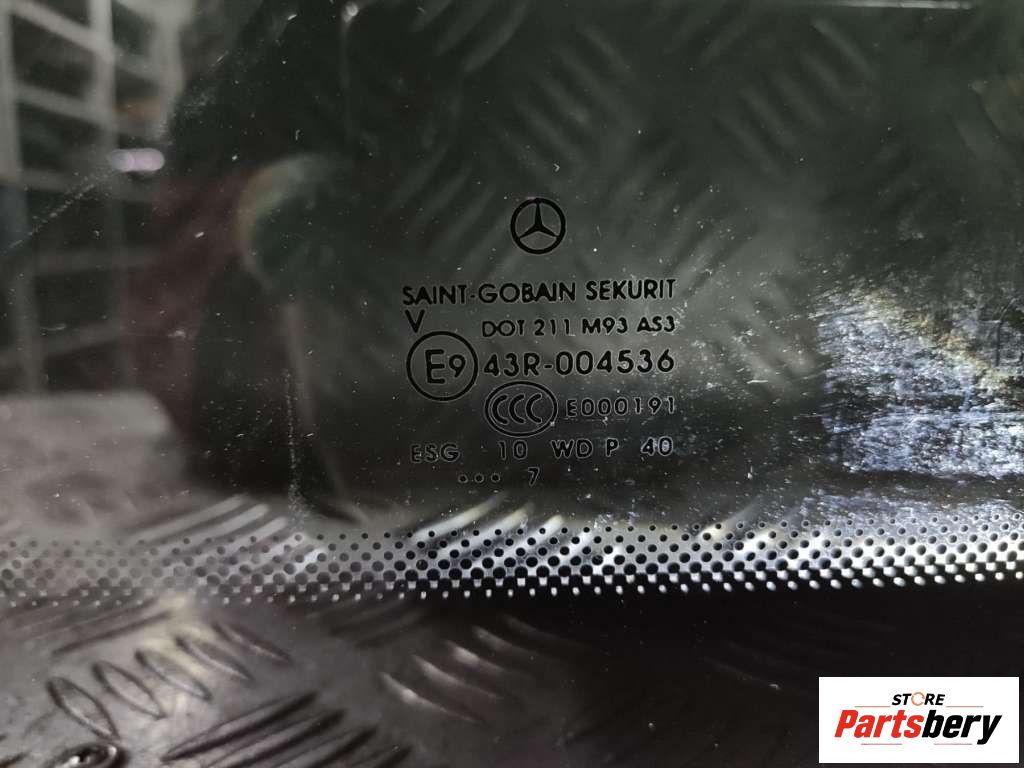 SAINT-GOBAIN SEKURIT
V DOT 211 M93 AS3
E9 43R-004536
CCC E000191
ESG 10 WD P 40
... 7
STORE
Partsbery